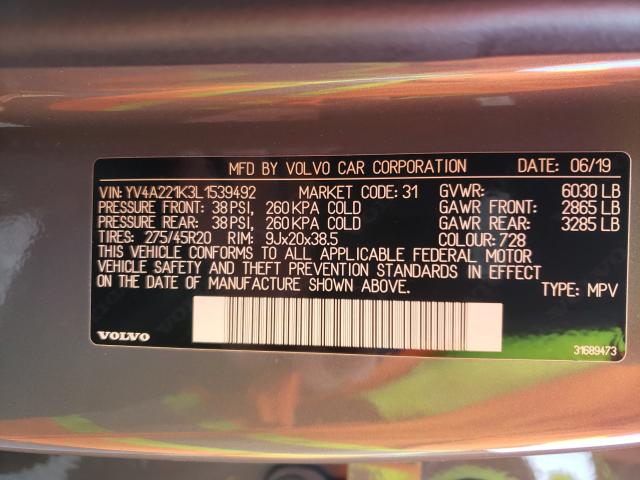 MFD BY VOLVO CAR CORPORATION DATE: 06/19
VIN: YV4A221K3L1539492 MARKET CODE: 31 GVWR: 6030 LB
PRESSURE FRONT: 38 PSI, 260 KPA COLD GAWR FRONT: 2865 LB
PRESSURE REAR: 38 PSI, 260 KPA COLD GAWR REAR: 3285 LB
TIRES: 275/45R20 RIM: 9Jx20x38.5 COLOUR: 728
THIS VEHICLE CONFORMS TO ALL APPLICABLE FEDERAL MOTOR
VEHICLE SAFETY AND THEFT PREVENTION STANDARDS IN EFFECT
ON THE DATE OF MANUFACTURE SHOWN ABOVE. TYPE: MPV
VOLVO 31689473